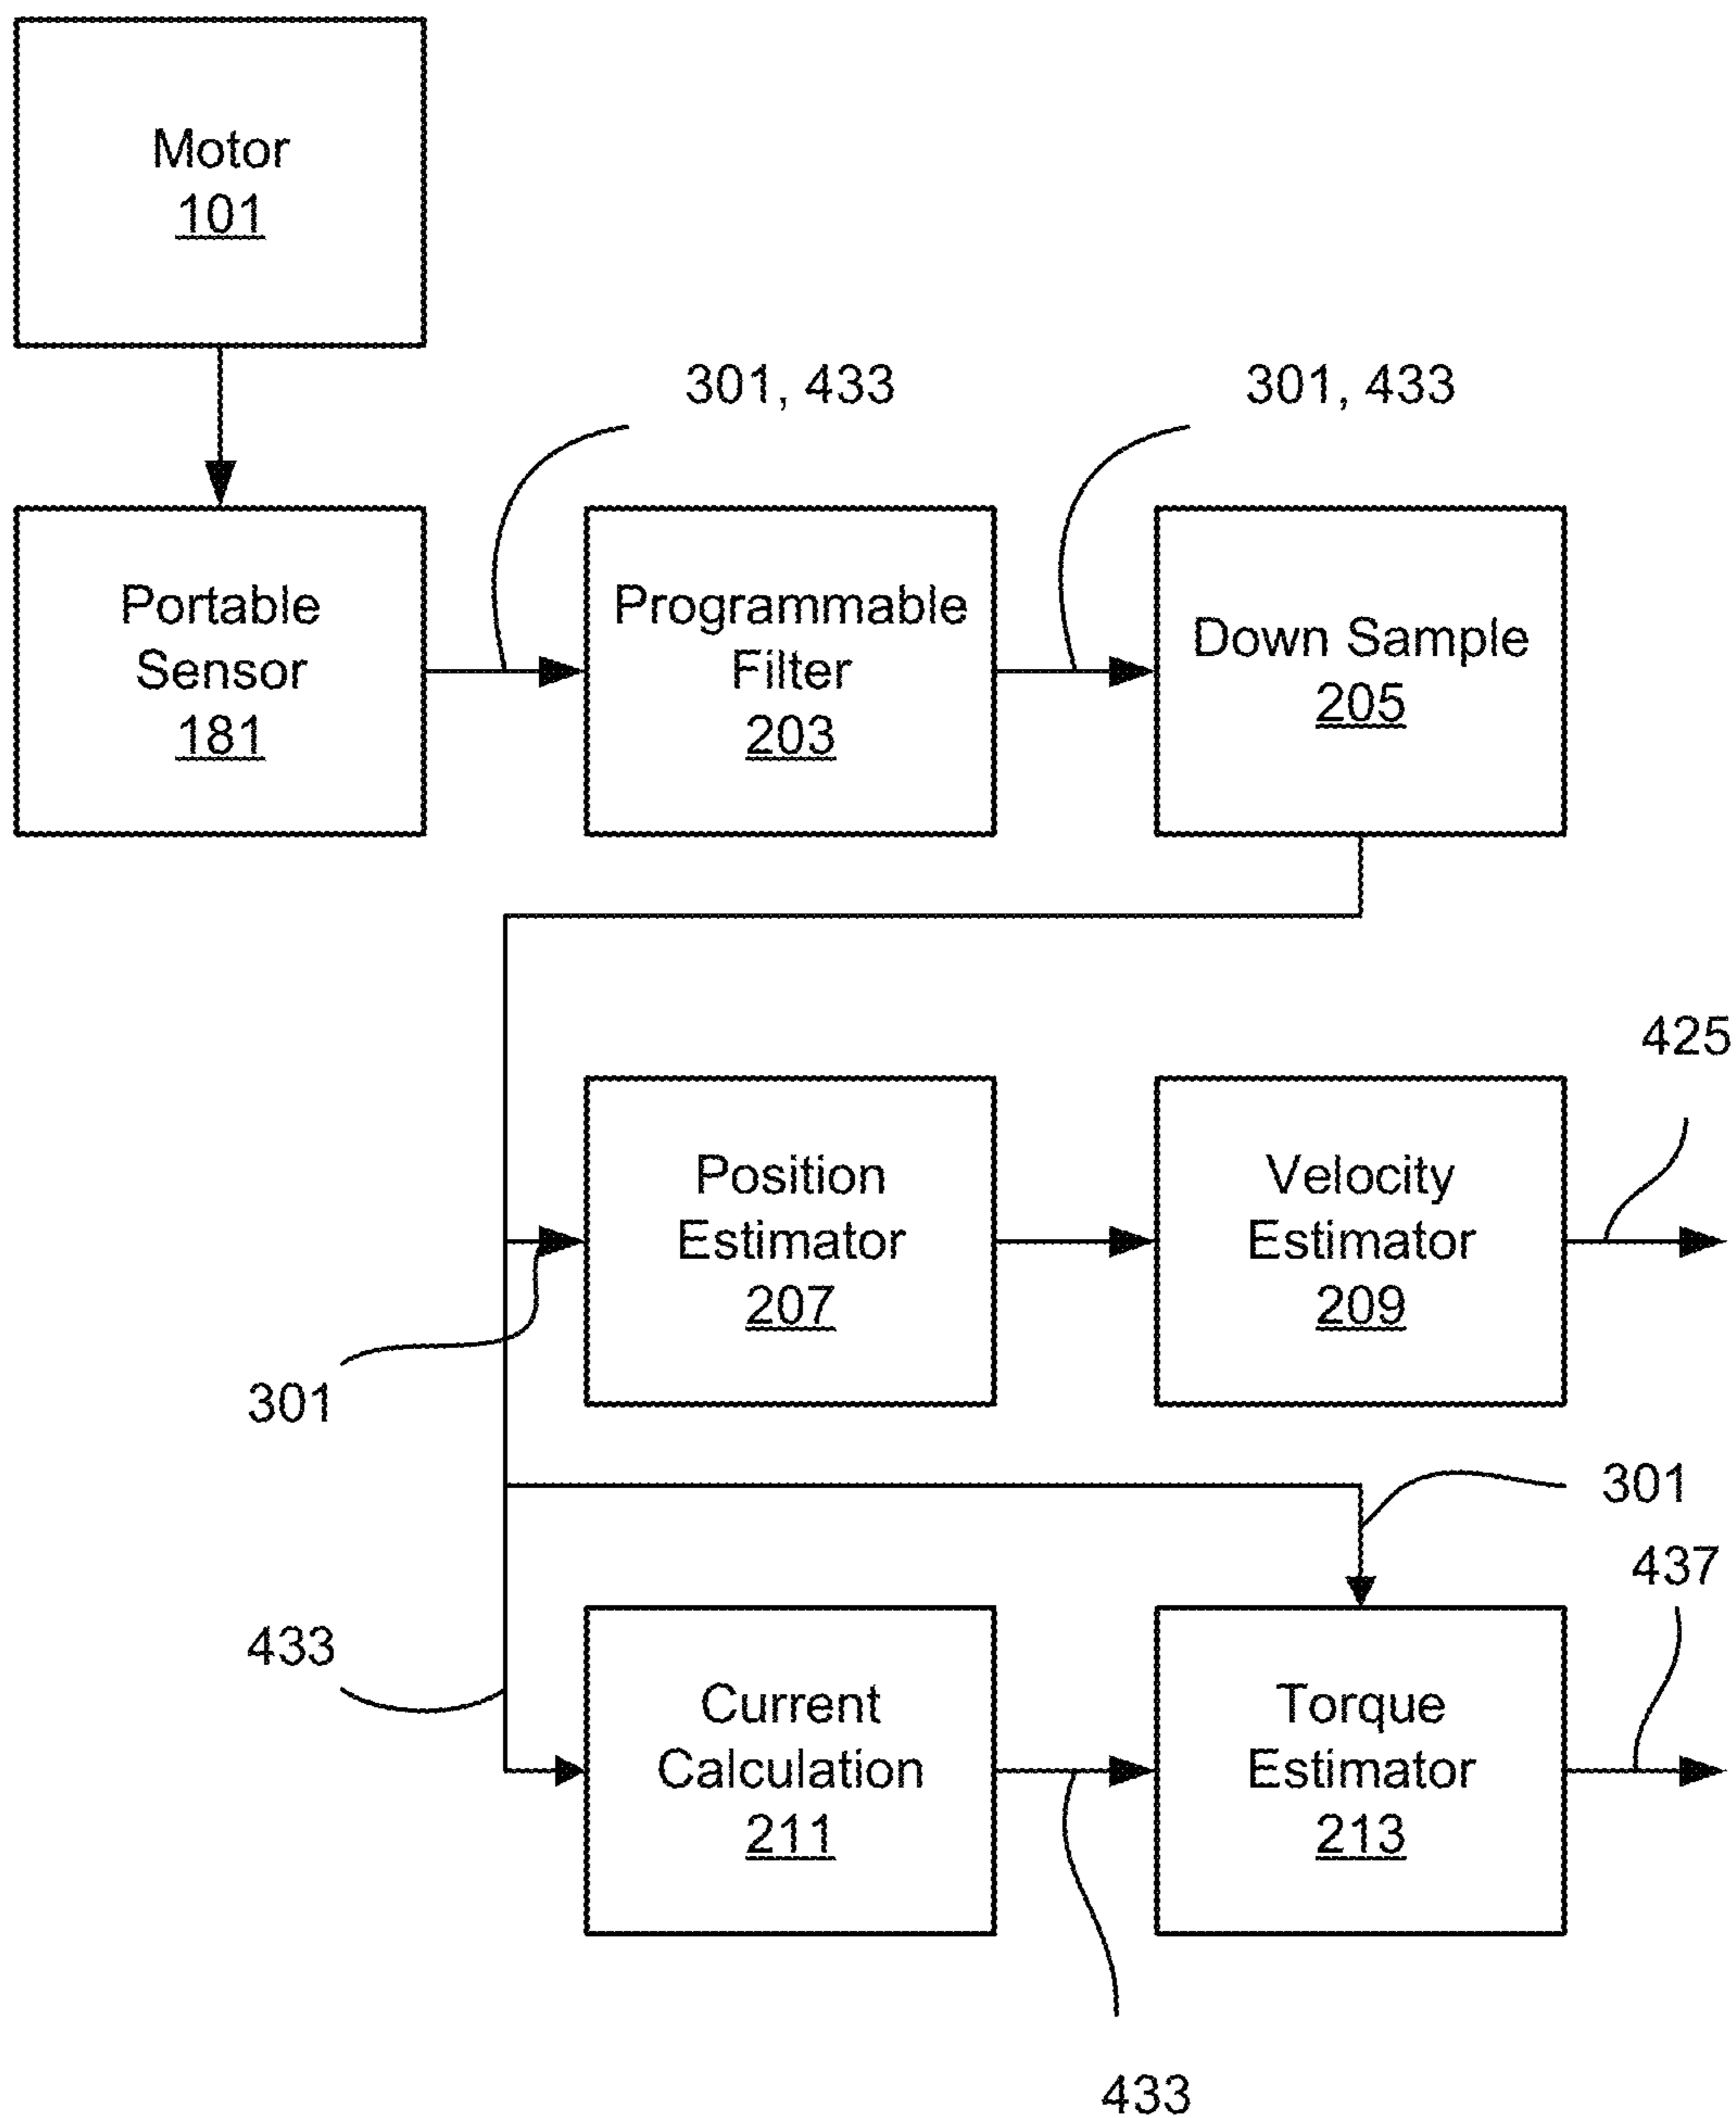 Motor
101
301, 433
301, 433
Portable
Sensor
181
Programmable
Filter
203
Down Sample
205
425
Position
Estimator
207
Velocity
Estimator
209
301
301
437
433
Current
Calculation
211
Torque
Estimator
213
433